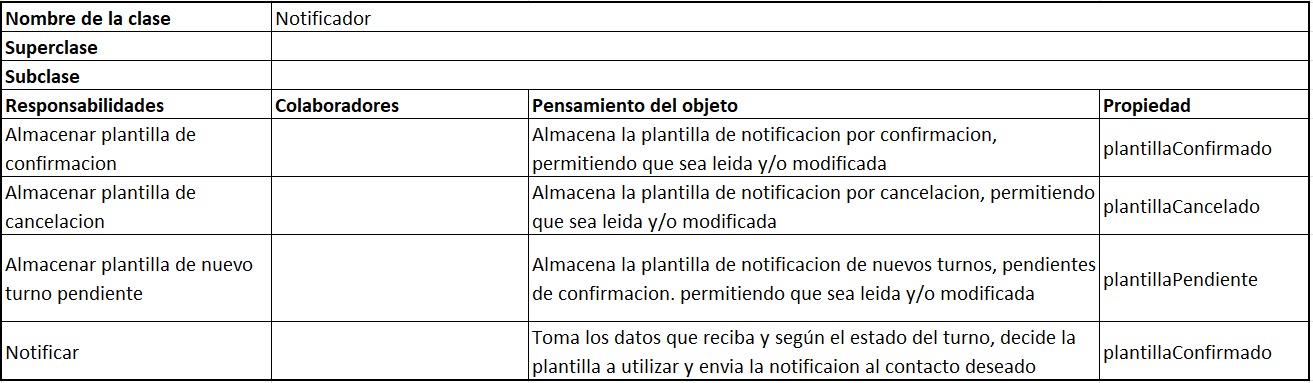 Nombre de la clase Notificador
Superclase
Subclase
Responsabilidades Colaboradores Pensamiento del objeto Propiedad
Almacenar plantilla de
confirmacion
Almacena la plantilla de notificacion por confirmacion,
permitiendo que sea leida y/o modificada
plantillaConfirmado
Almacenar plantilla de
cancelacion
Almacena la plantilla de notificacion por cancelacion, permitiendo
que sea leida y/o modificada
plantillaCancelado
Almacenar plantilla de nuevo
turno pendiente
Almacena la plantilla de notificacion de nuevos turnos, pendientes
de confirmacion. permitiendo que sea leida y/o modificada
plantillaPendiente
Notificar
Toma los datos que reciba y según el estado del turno, decide la
plantilla a utilizar y envia la notificaion al contacto deseado
plantillaConfirmado